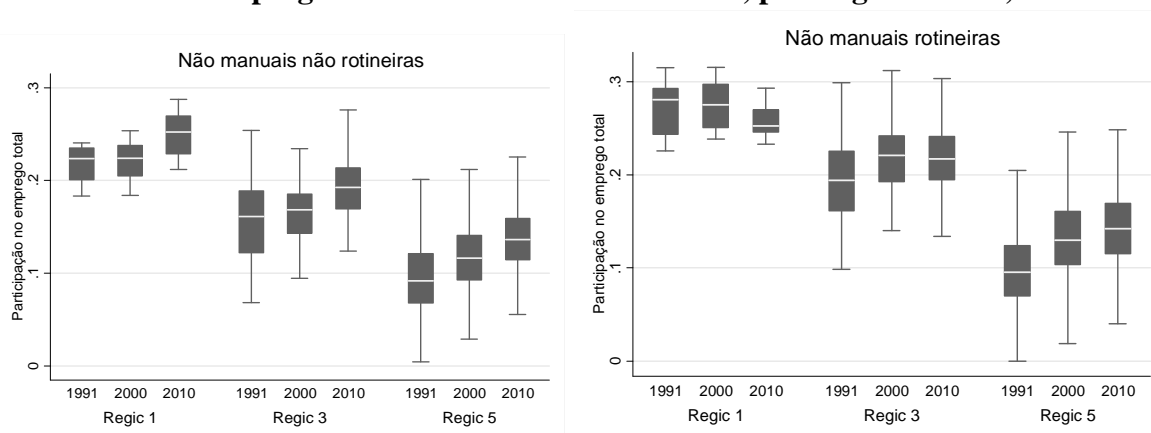 Não manuais não rotineiras
Participação no emprego total
.3
.2
.1
0
1991 2000 2010 1991 2000 2010 1991 2000 2010
Regic 1 Regic 3 Regic 5
Não manuais rotineiras
Participação no emprego total
.3
.2
.1
0
1991 2000 2010 1991 2000 2010 1991 2000 2010
Regic 1 Regic 3 Regic 5